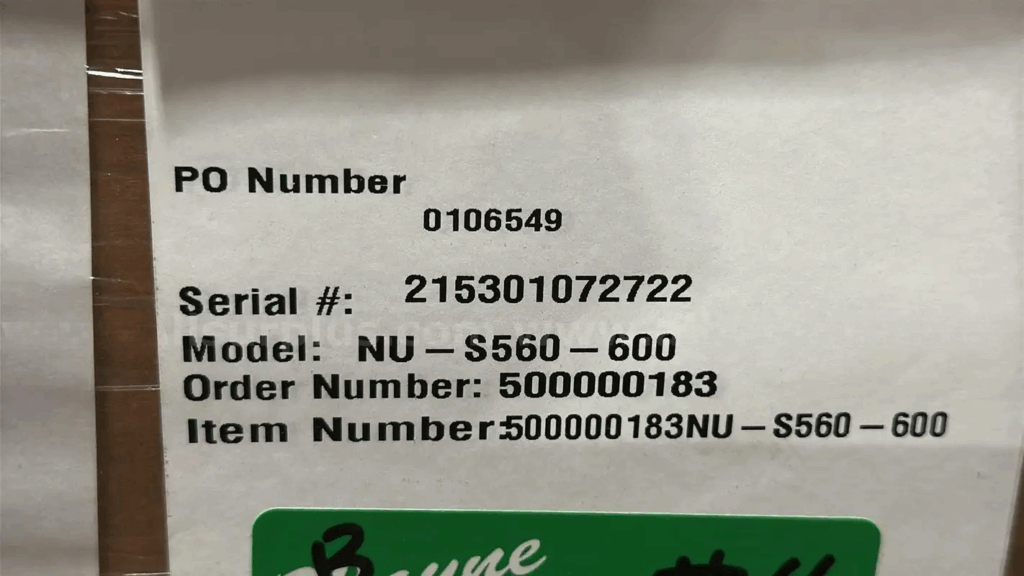 PO Number
0106549
Serial #: 215301072722
Model: NU - S560 - 600
Order Number: 500000183
Item Number:500000183NU - S560 - 600
B